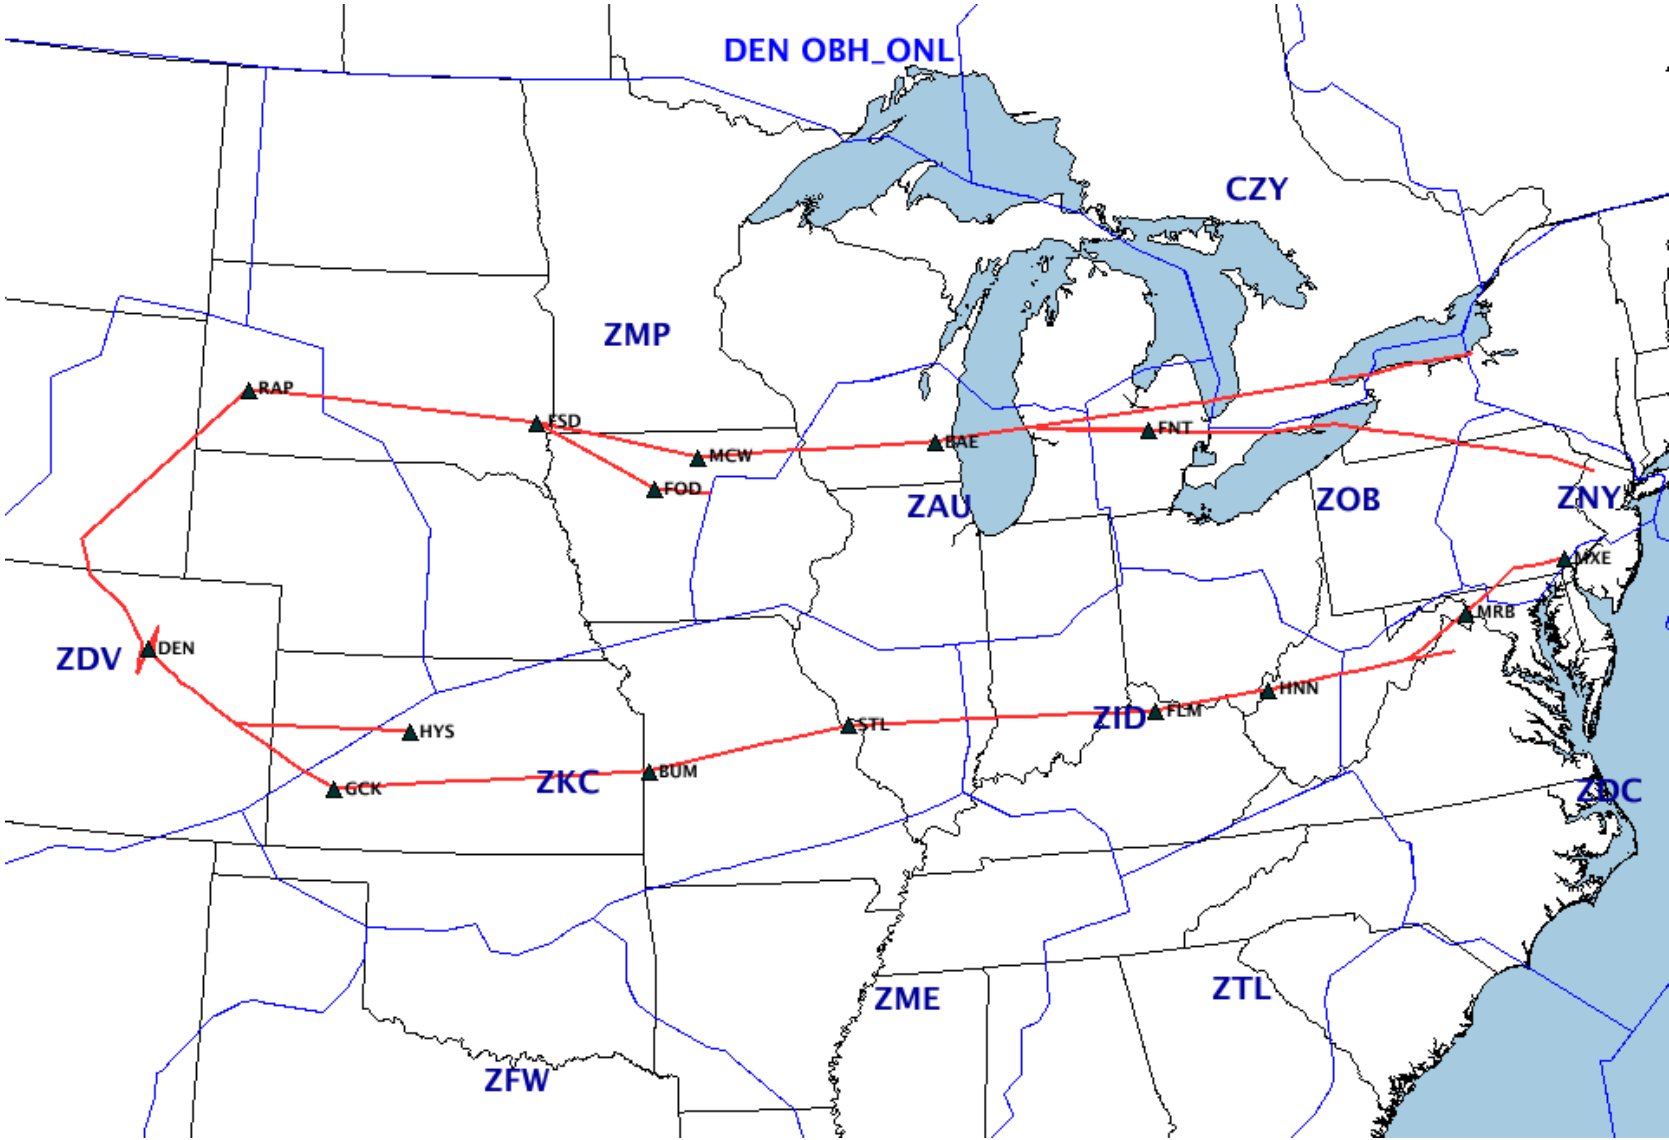 DEN OBH_ONL
CZY
ZMP
RAP
FSD
MCW
BAE
FNT
FOD
ZAU
ZOB
ZNY
MXE
MRB
DEN
ZDV
HNN
HYS
STL
ZID
FLM
GCK
ZKC
BUM
ZDC
ZME
ZTL
ZFW